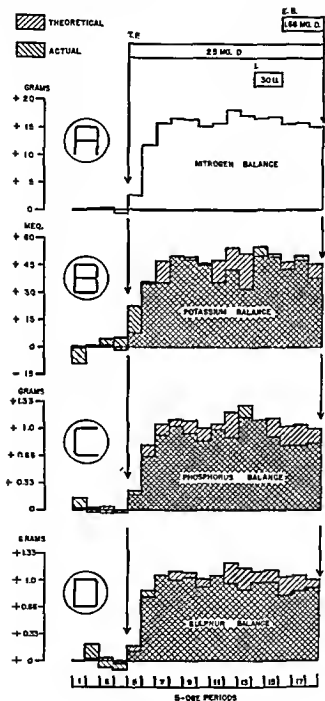 THEORETICAL
ACTUAL
E.B.
1.66 MG. D.
T.P.
25 MG. D
I.
30 U.
GRAMS
+ 20
+ 15
+ 10
+ 5
0
A
NITROGEN BALANCE
MEQ.
+ 60
+ 45
+ 30
+ 15
0
- 15
B
POTASSIUM BALANCE
GRAMS
+1.33
+ 1.0
+ 0.66
+ 0.33
0
C
PHOSPHORUS BALANCE
GRAMS
+1.33
+ 1.0
+ 0.66
+ 0.33
0
D
SULPHUR BALANCE
1 3 5 7 9 11 13 15 17
5-DAY PERIODS